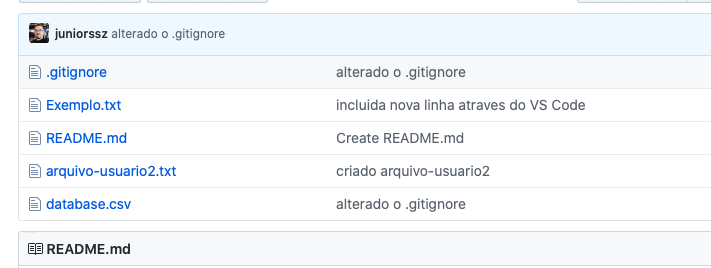 juniorssz alterado o .gitignore
.gitignore alterado o .gitignore
Exemplo.txt incluida nova linha atraves do VS Code
README.md Create README.md
arquivo-usuario2.txt criado arquivo-usuario2
database.csv alterado o .gitignore
README.md